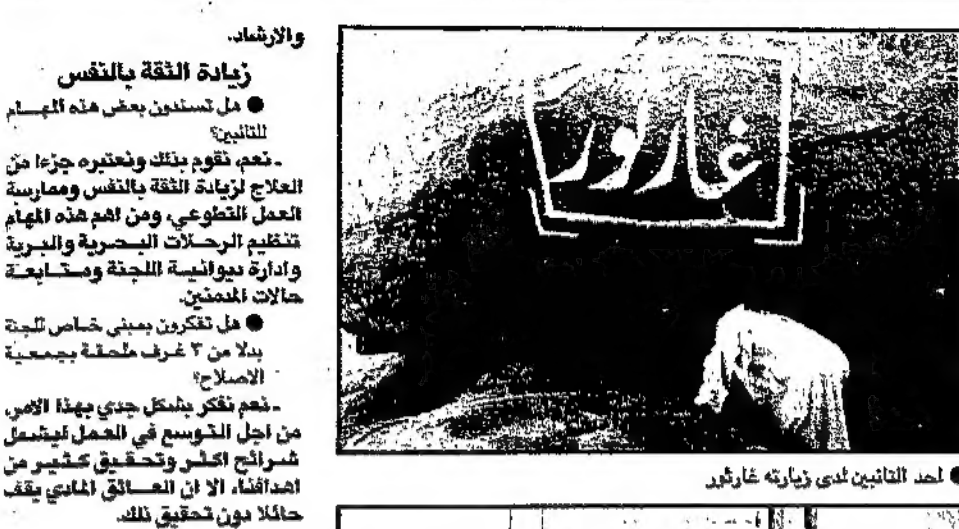 والارشاد.
زيادة الثقة بالنفس
● هل تسندون بعض هذه المهام
للتائبين؟
ـ نعم، نقوم بذلك ونعتبره جزءا من
العلاج لزيادة الثقة بالنفس وممارسة
العمل التطوعي، ومن اهم هذه المهام
تنظيم الرحلات البحرية والبرية
وادارة ديوانية اللجنة ومتابعة
حالات المدمنين.
● هل تفكرون بمبنى خاص للجنة
بدلا من ٣ غرف ملحقة بجمعية
الاصلاح؟
ـ نعم نفكر بشكل جدي بهذا الامر،
من اجل التوسع في العمل ليشمل
شرائح اكثر وتحقيق كثير من
اهدافنا، الا ان العائق المادي يقف
حائلا دون تحقيق ذلك.
غار ثور
● احد التائبين لدى زيارته غار ثور